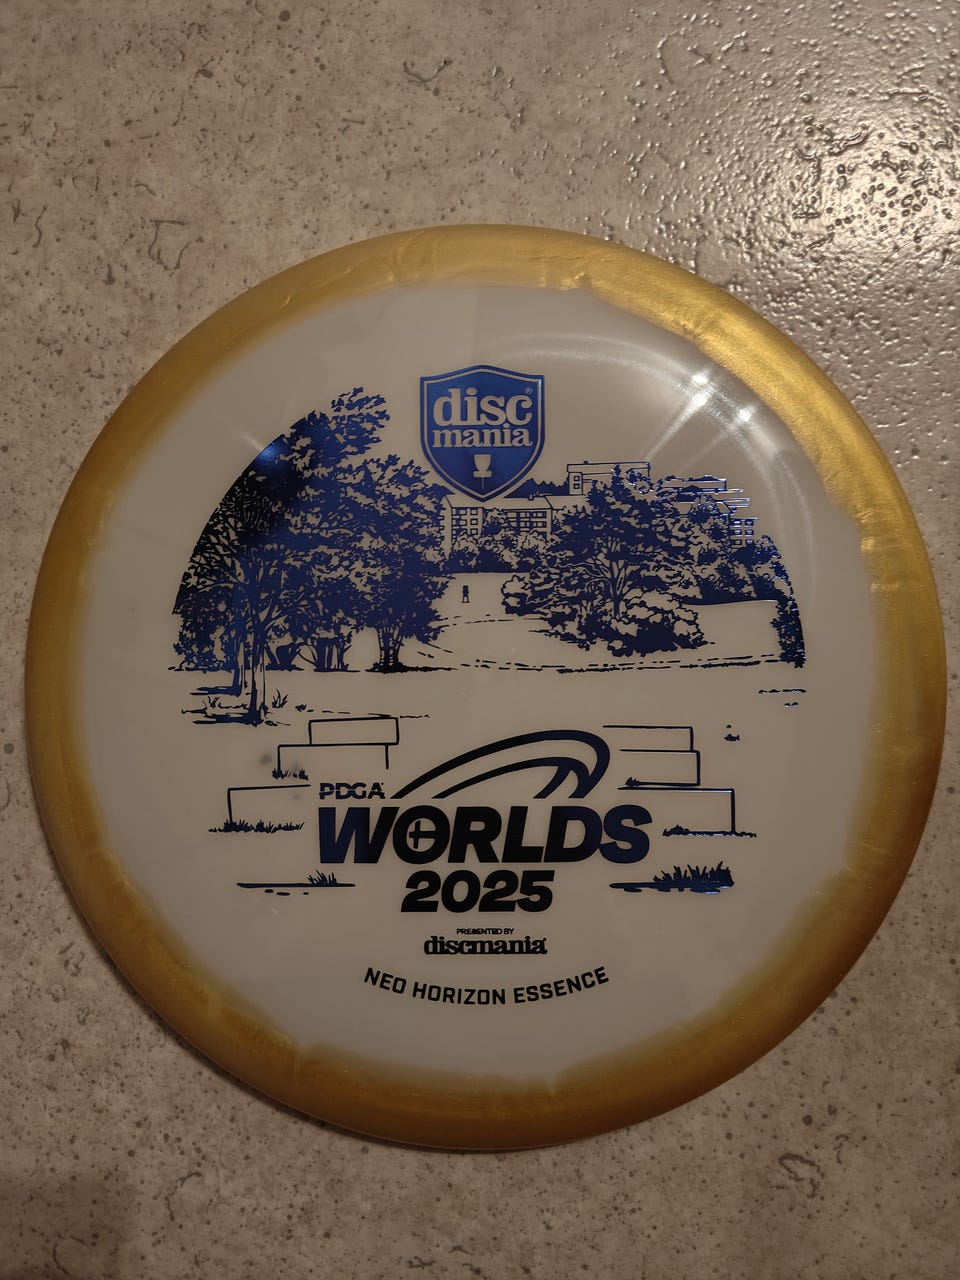 disc®
mania
PDGA
WORLDS
2025
PRESENTED BY
discmania
NEO HORIZON ESSENCE